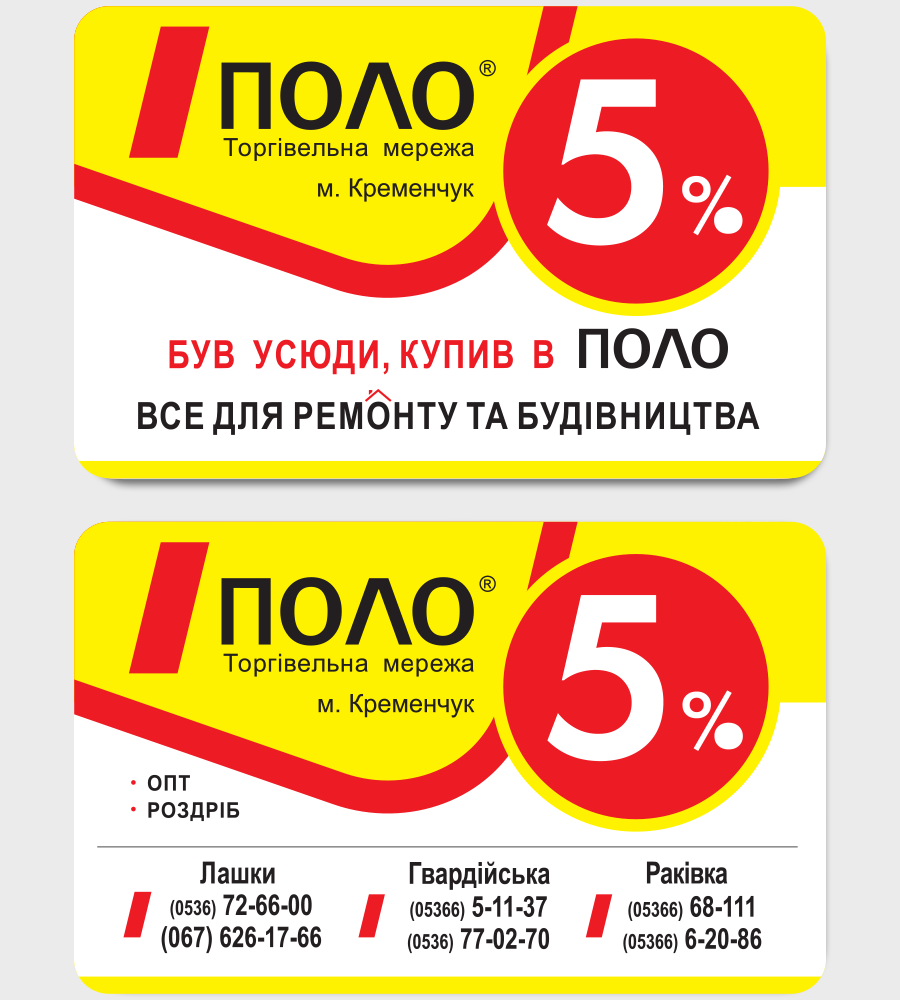 ПОЛО®
Торгівельна мережа
м. Кременчук
5%
БУВ УСЮДИ, КУПИВ В ПОЛО
ВСЕ ДЛЯ РЕМОНТУ ТА БУДІВНИЦТВА
ПОЛО®
Торгівельна мережа
м. Кременчук
5%
• ОПТ
• РОЗДРІБ
Лашки
(0536) 72-66-00
(067) 626-17-66
Гвардійська
(05366) 5-11-37
(0536) 77-02-70
Раківка
(05366) 68-111
(05366) 6-20-86